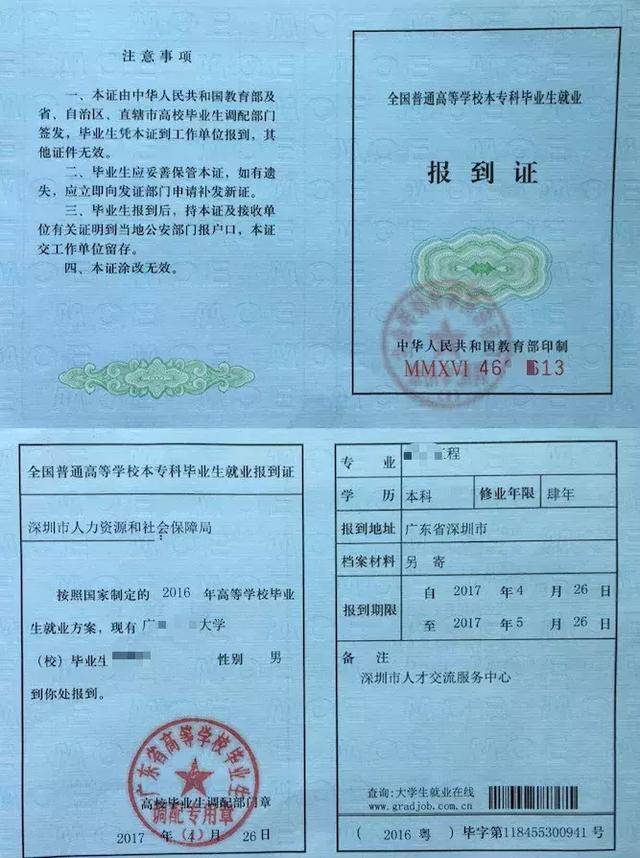 注意事项
一、本证由中华人民共和国教育部及
省、自治区、直辖市高校毕业生调配部门
签发，毕业生凭本证到工作单位报到，其
他证件无效。
二、毕业生应妥善保管本证，如有遗
失，应立即向发证部门申请补发新证。
三、毕业生报到后，持本证及接收单
位有关证明到当地公安部门报户口，本证
交工作单位留存。
四、本证涂改无效。
全国普通高等学校本专科毕业生就业
报到证
中华人民共和国教育部印制
MMXVI 46 613
全国普通高等学校本专科毕业生就业报到证
深圳市人力资源和社会保障局：
按照国家制定的 2016 年高等学校毕业
生就业方案，现有广 大学
（校）毕业生 性别 男
到你处报到。
广东省高等学校毕业生
调配专用章
高校毕业生调配部门章
2017 年（4）月 26 日
专业 工程
学历 本科 修业年限 肆年
报到地址 广东省深圳市
档案材料 另寄
报到期限 自 2017 年 4 月 26 日
至 2017 年 5 月 26 日
备注
深圳市人才交流服务中心
查询:大学生就业在线
www.gradjob.com.cn
（ 2016 粤 ）毕字第118455300941 号